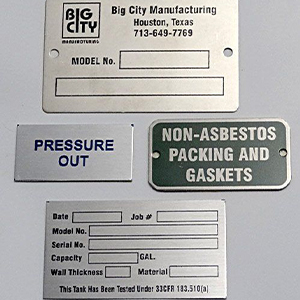 BIG
CITY
MANUFACTURING
Big City Manufacturing
Houston, Texas
713-649-7769
MODEL No.
PRESSURE
OUT
NON-ASBESTOS
PACKING AND
GASKETS
Date Job #
Model No.
Serial No.
Capacity GAL.
Wall Thickness Material
This Tank Has Been Tested Under 33CFR 183.510(a)